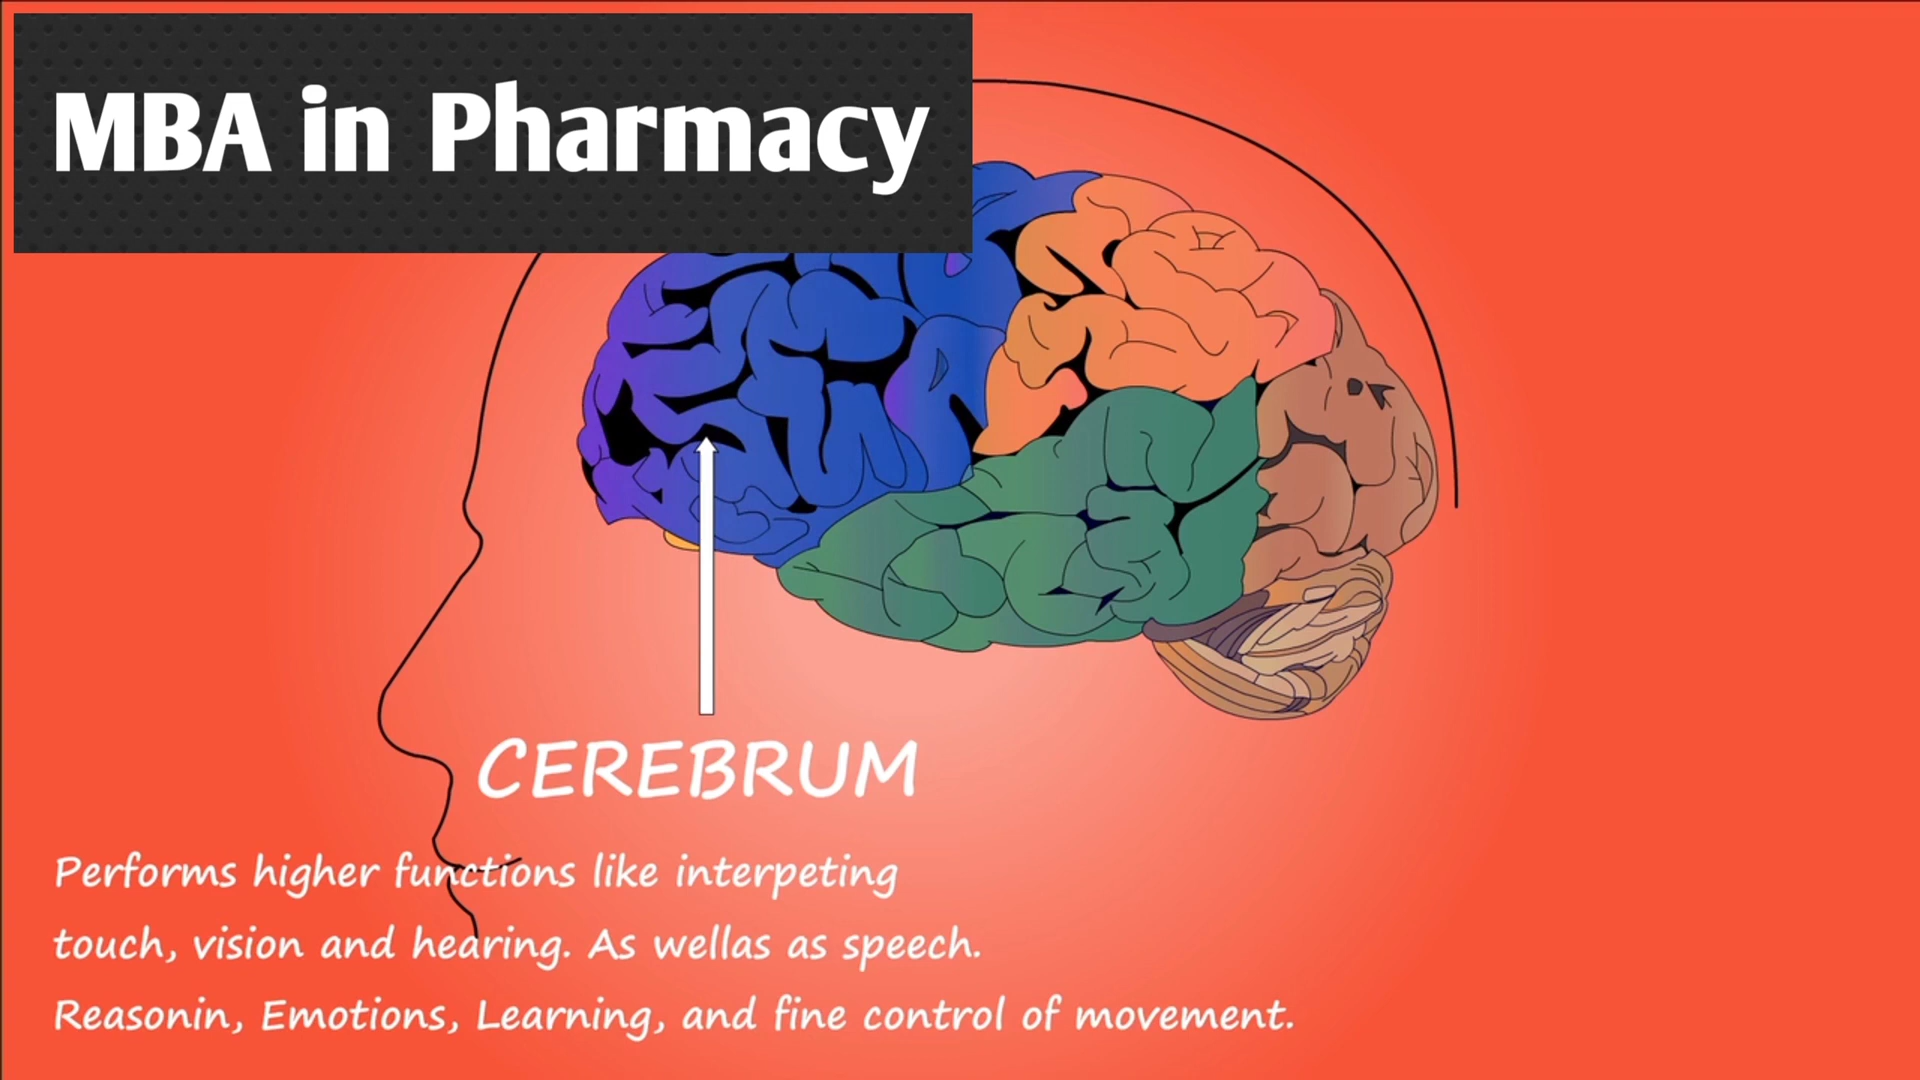 MBA in Pharmacy
CEREBRUM
Performs higher functions like interpeting
touch, vision and hearing. As wellas as speech.
Reasonin, Emotions, Learning, and fine control of movement.